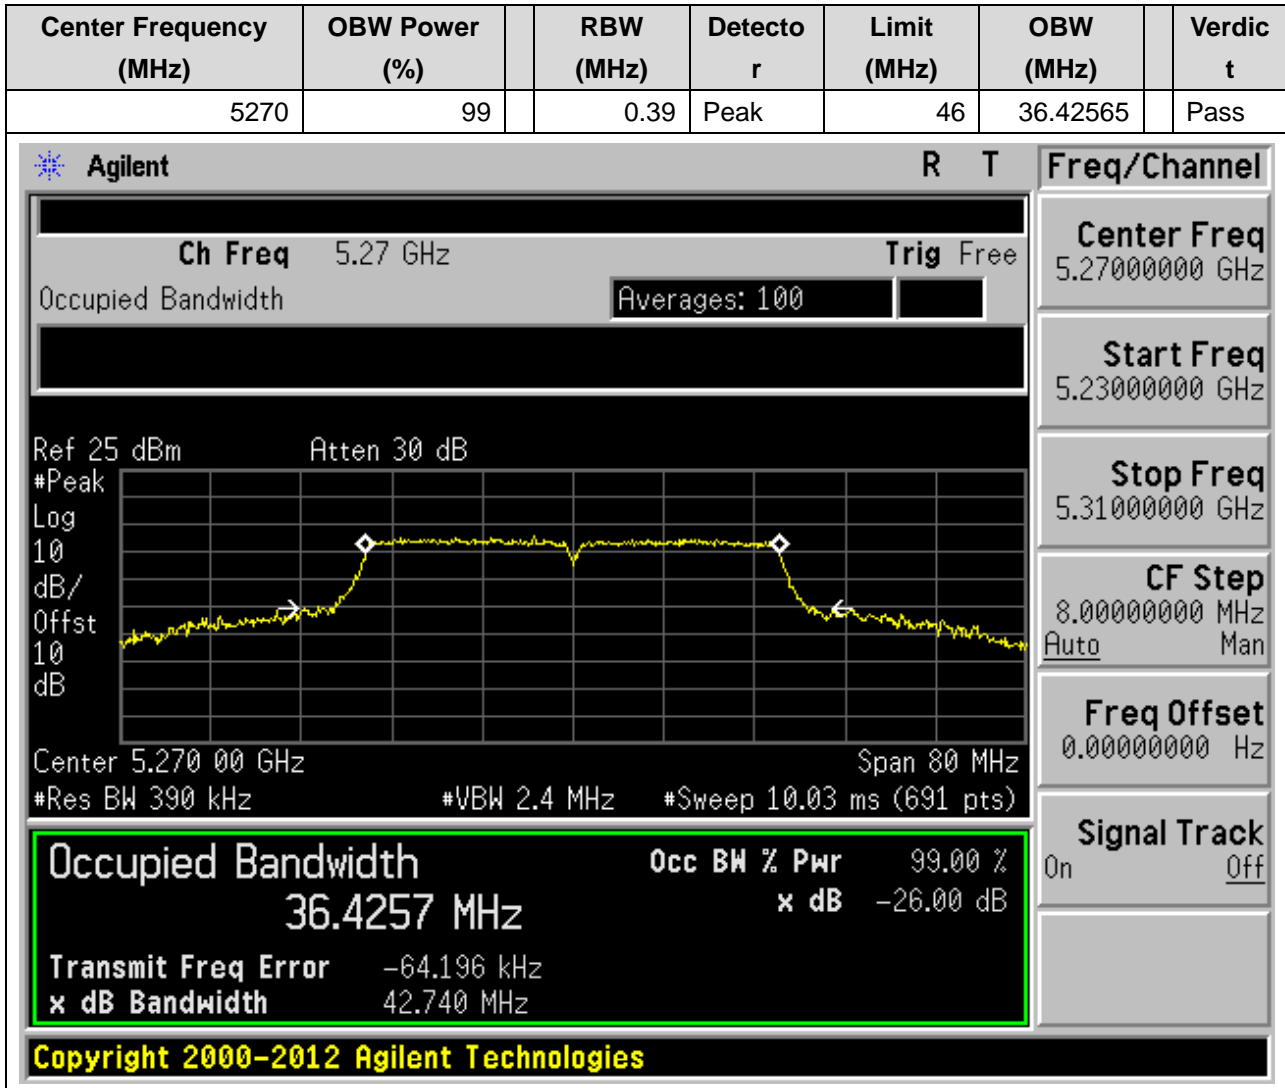 Center Frequency OBW Power RBW Detecto Limit OBW Verdic
(MHz) (%) (MHz) r (MHz) (MHz) t
5270 99 0.39 Peak 46 36.42565 Pass
Agilent R T Freq/Channel
Ch Freq 5.27 GHz Trig Free
Occupied Bandwidth Averages: 100
Center Freq
5.27000000 GHz
Start Freq
5.23000000 GHz
Stop Freq
5.31000000 GHz
CF Step
8.00000000 MHz
Auto Man
Freq Offset
0.00000000 Hz
Signal Track
On Off
Ref 25 dBm Atten 30 dB
#Peak
Log
10
dB/
Offst
10
dB
Center 5.270 00 GHz Span 80 MHz
#Res BW 390 kHz #VBW 2.4 MHz #Sweep 10.03 ms (691 pts)
Occupied Bandwidth Occ BW % Pwr 99.00 %
36.4257 MHz x dB -26.00 dB
Transmit Freq Error -64.196 kHz
x dB Bandwidth 42.740 MHz
Copyright 2000-2012 Agilent Technologies